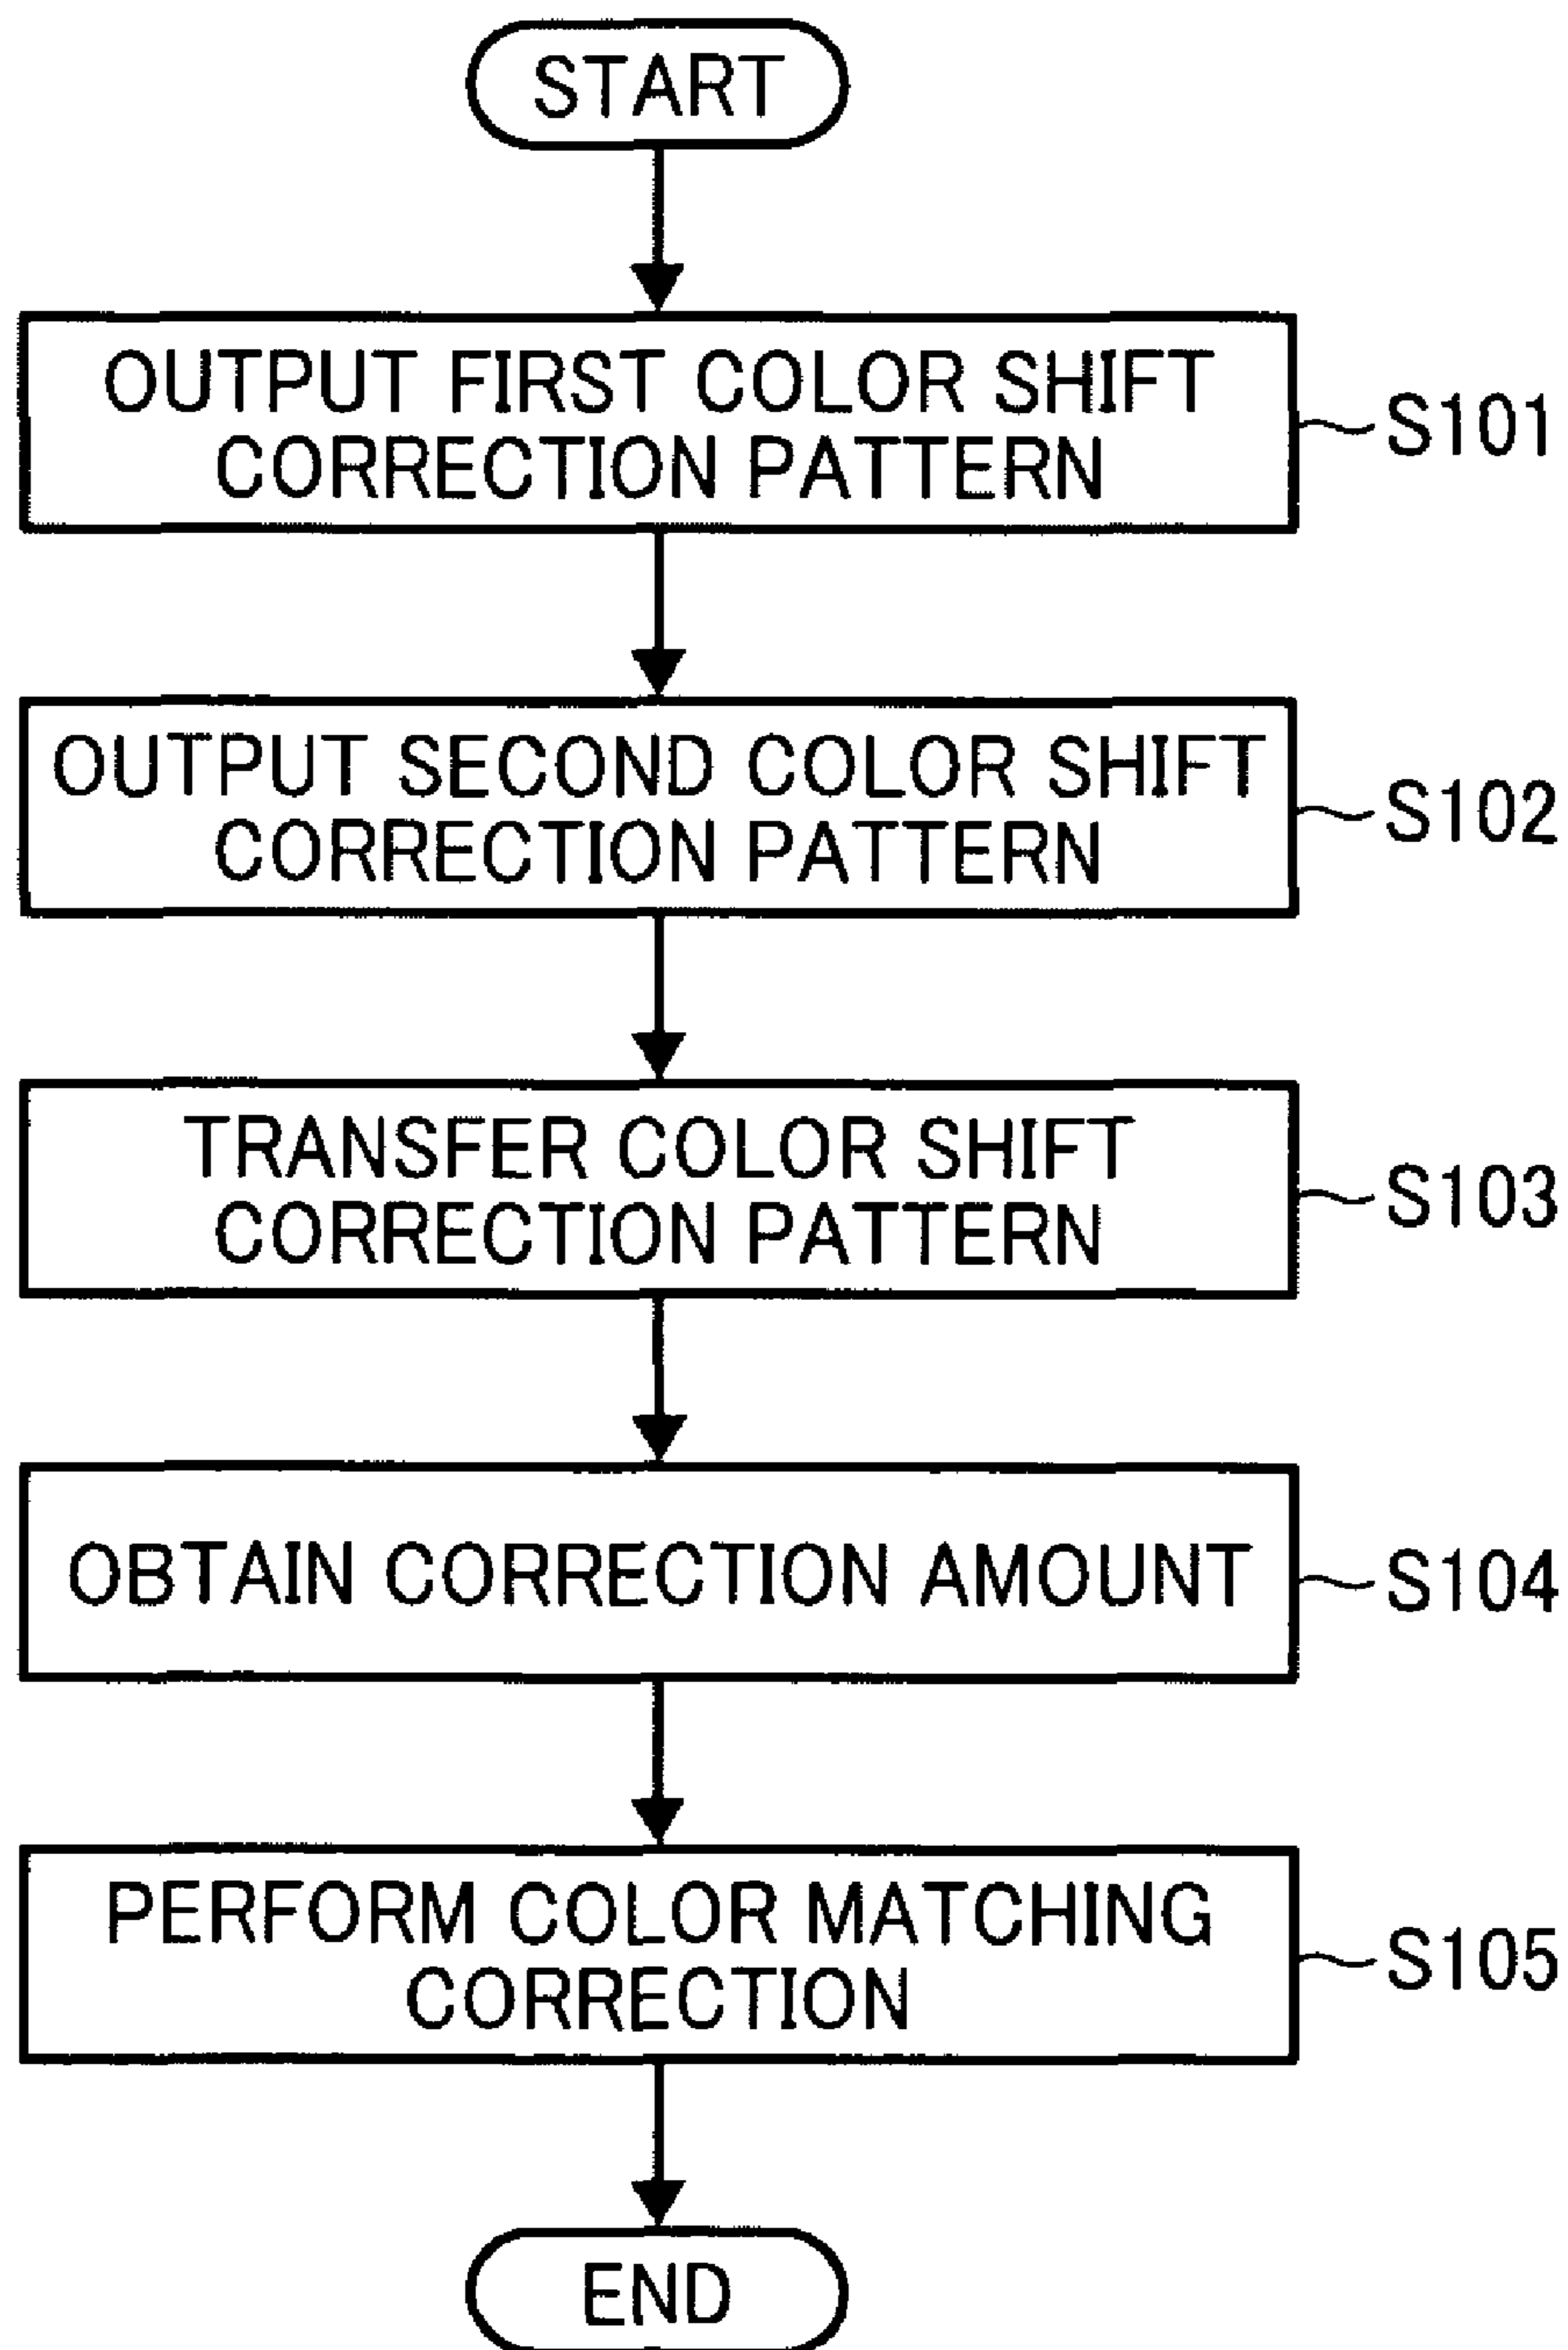 START
OUTPUT FIRST COLOR SHIFT
CORRECTION PATTERN
S101
OUTPUT SECOND COLOR SHIFT
CORRECTION PATTERN
S102
TRANSFER COLOR SHIFT
CORRECTION PATTERN
S103
OBTAIN CORRECTION AMOUNT
S104
PERFORM COLOR MATCHING
CORRECTION
S105
END